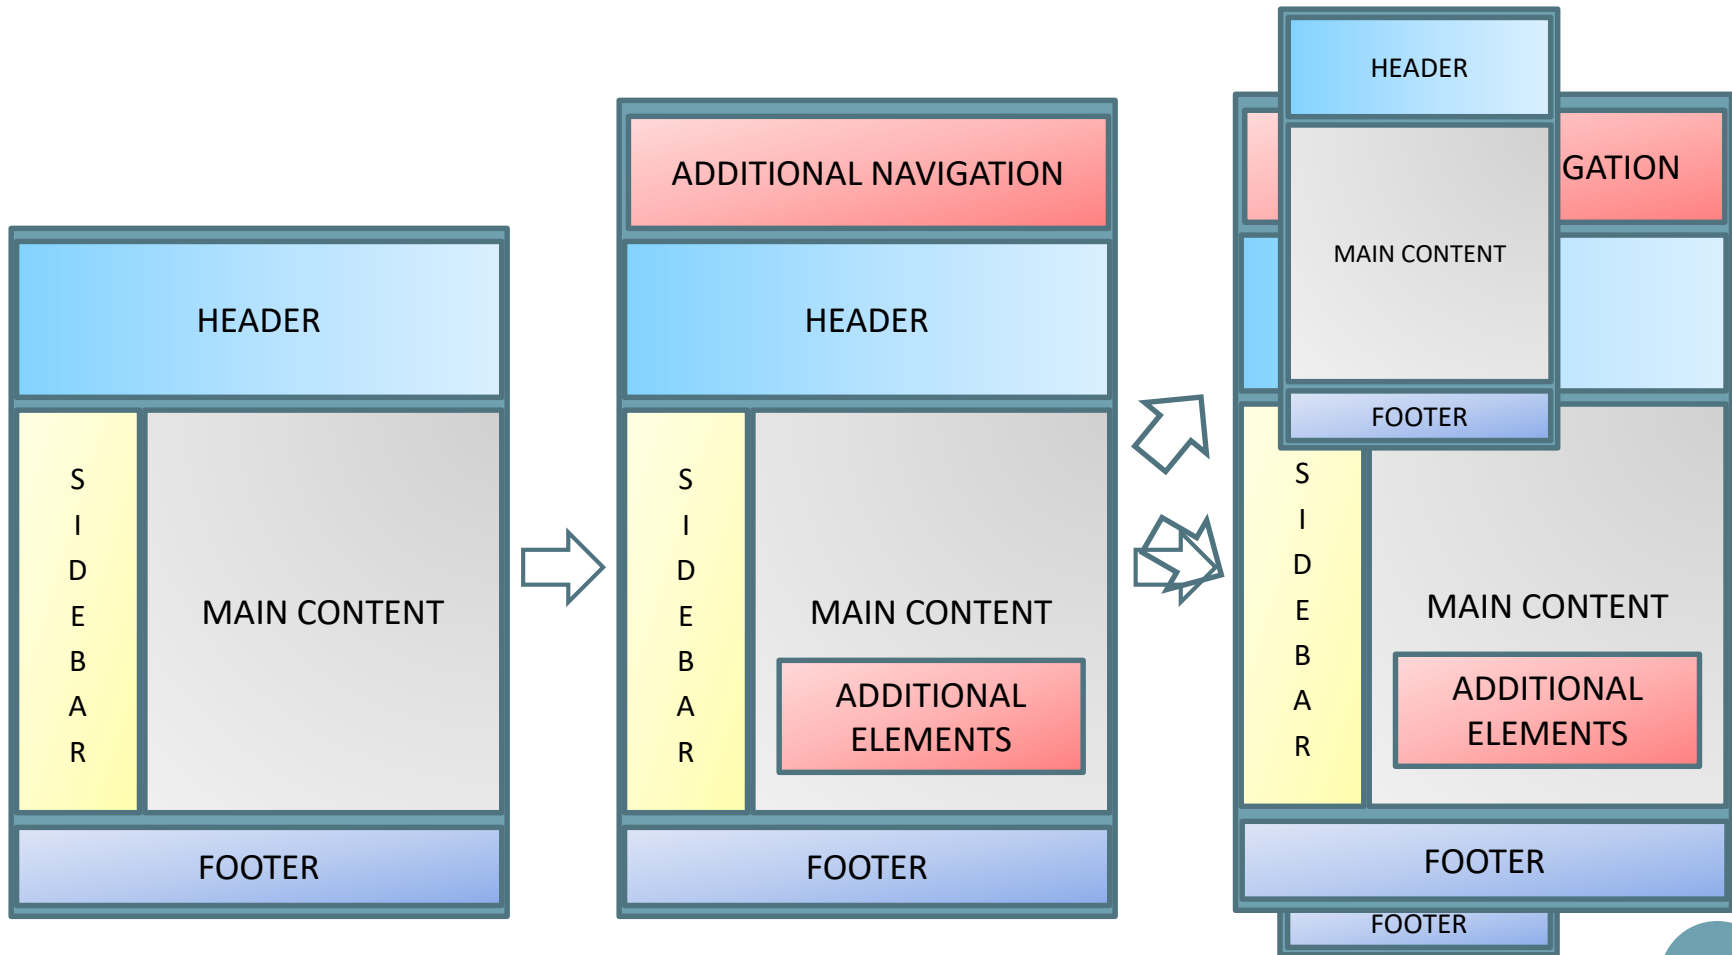 HEADER
S
I
D
E
B
A
R
MAIN CONTENT
FOOTER
ADDITIONAL NAVIGATION
HEADER
S
I
D
E
B
A
R
MAIN CONTENT
ADDITIONAL
ELEMENTS
FOOTER
HEADER
GATION
MAIN CONTENT
FOOTER
S
I
D
E
B
A
R
MAIN CONTENT
ADDITIONAL
ELEMENTS
FOOTER
FOOTER